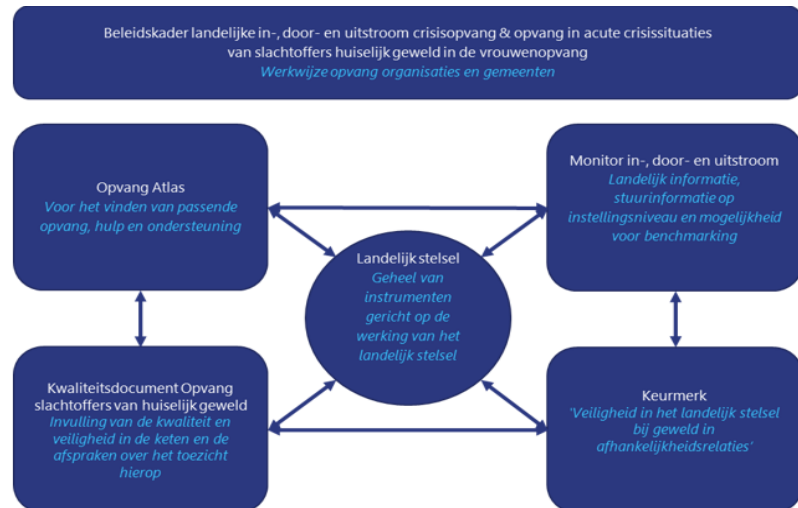 Beleidskader landelijke in-, door- en uitstroom crisisopvang & opvang in acute crisissituaties
van slachtoffers huiselijk geweld in de vrouwenopvang
Werkwijze opvang organisaties en gemeenten
Opvang Atlas
Voor het vinden van passende
opvang, hulp en ondersteuning
Monitor in-, door- en uitstroom
Landelijk informatie,
stuurinformatie op
instellingsniveau en mogelijkheid
voor benchmarking
Landelijk stelsel
Geheel van
instrumenten
gericht op de
werking van het
landelijk stelsel
Kwaliteitsdocument Opvang
slachtoffers van huiselijk geweld
Invulling van de kwaliteit en
veiligheid in de keten en de
afspraken over het toezicht
hierop
Keurmerk
'Veiligheid in het landelijk stelsel
bij geweld in
afhankelijkheidsrelaties'